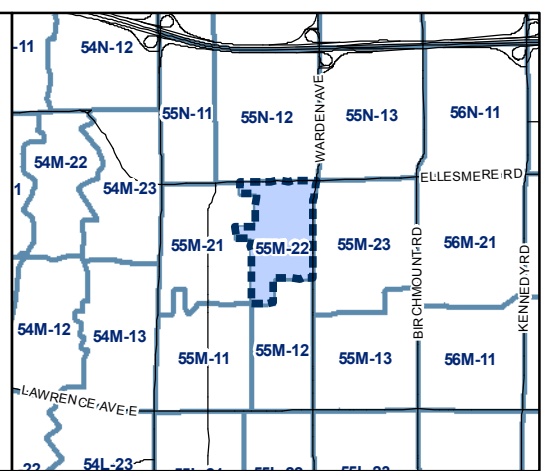 -11
54N-12
55N-11
55N-12
WARDEN AVE
55N-13
56N-11
54M-22
1
54M-23
ELLESMERE RD
55M-21
55M-22
55M-23
BIRCHMOUNT RD
56M-21
KENNEDY RD
54M-12
54M-13
55M-11
55M-12
55M-13
56M-11
LAWRENCE AVE E
22
54L-23